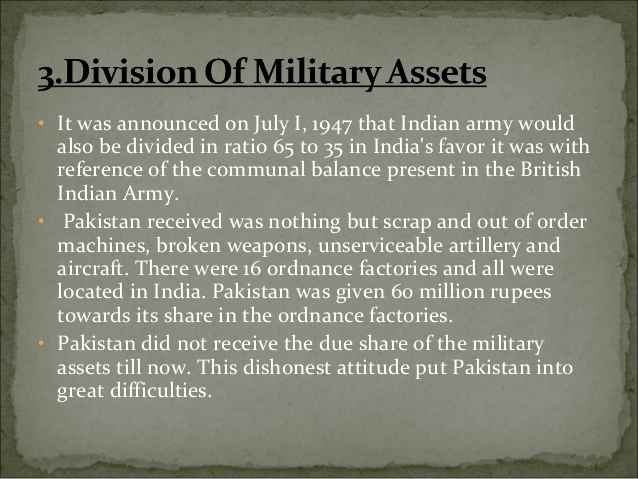 3.Division Of Military Assets
• It was announced on July I, 1947 that Indian army would
also be divided in ratio 65 to 35 in India's favor it was with
reference of the communal balance present in the British
Indian Army.
• Pakistan received was nothing but scrap and out of order
machines, broken weapons, unserviceable artillery and
aircraft. There were 16 ordnance factories and all were
located in India. Pakistan was given 60 million rupees
towards its share in the ordnance factories.
• Pakistan did not receive the due share of the military
assets till now. This dishonest attitude put Pakistan into
great difficulties.